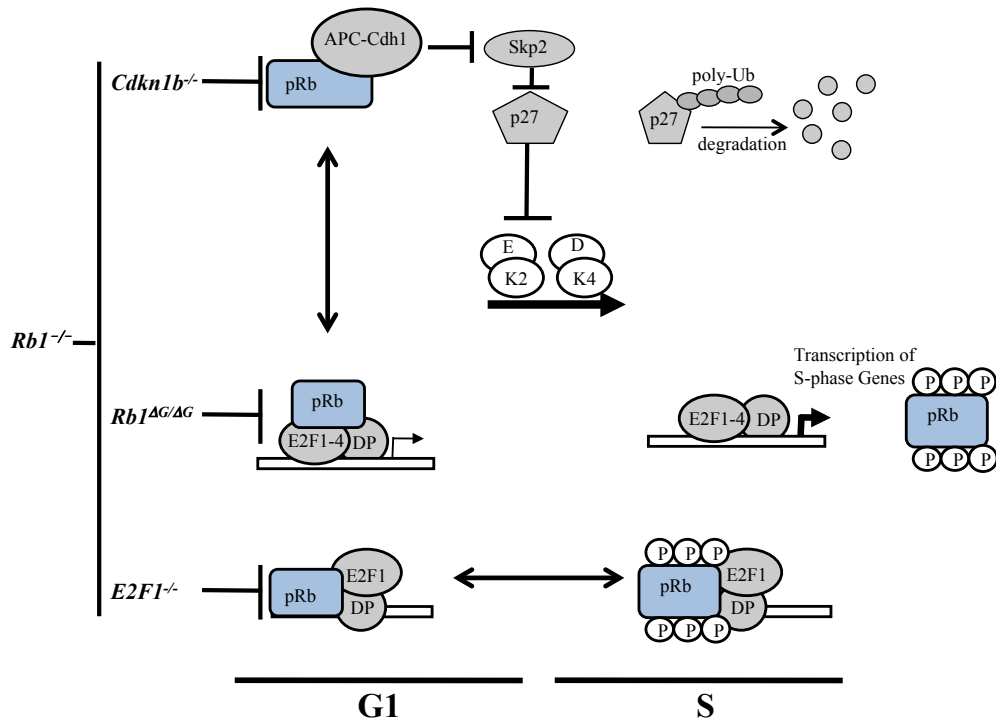 APC-Cdh1
Skp2
Cdkn1b-/-
pRb
poly-Ub
p27
p27
degradation
E
D
K2
K4
Rb1-/-
Transcription of
S-phase Genes
P P P
pRb
Rb1ΔG/ΔG
pRb
E2F1-4
DP
E2F1-4
DP
P P P
P P P
E2F1-/-
pRb
E2F1
DP
pRb
E2F1
DP
P P P
G1
S